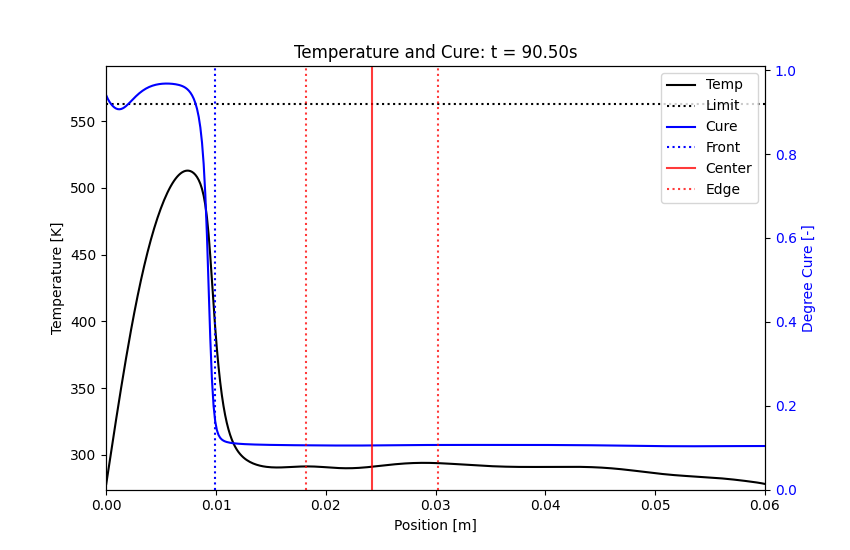 Temperature and Cure: t = 90.50s
Temp
Limit
Cure
Front
Center
Edge
Temperature [K]
550
500
450
400
350
300
1.0
0.8
0.6
0.4
0.2
0.0
Degree Cure [-]
0.00
0.01
0.02
0.03
0.04
0.05
0.06
Position [m]